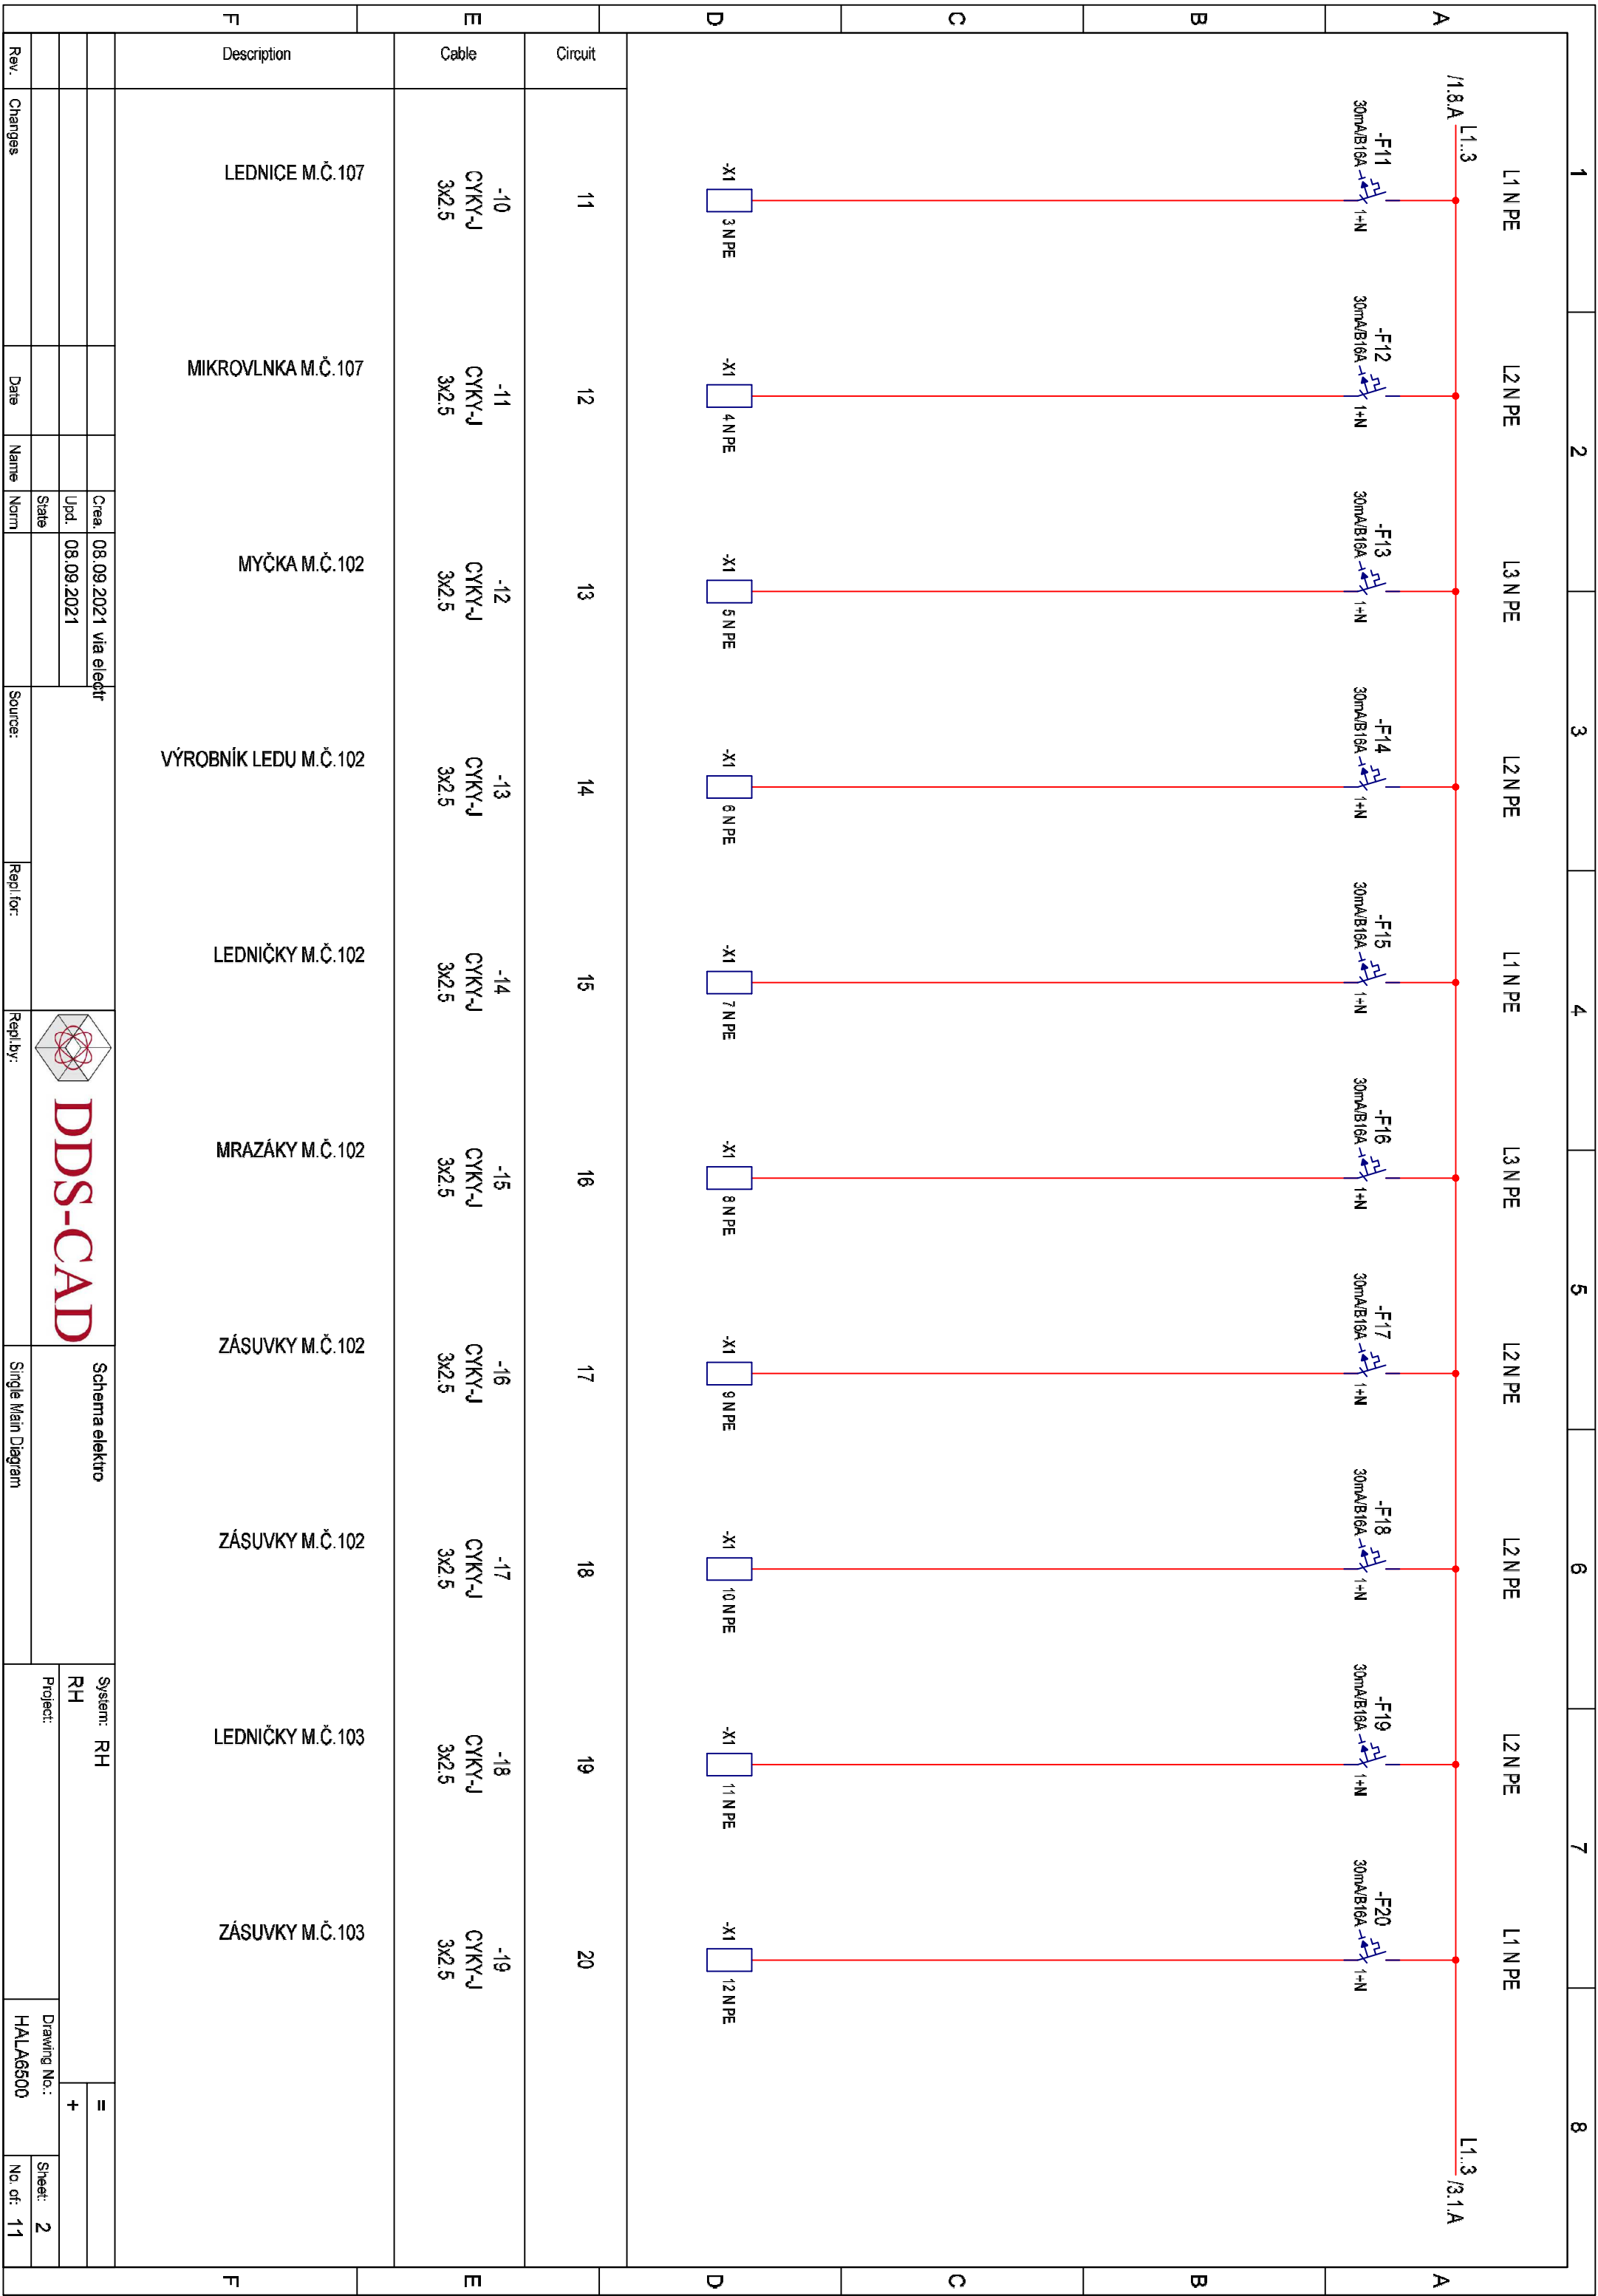 1 2 3 4 5 6 7 8
A B C D E F
A B C D E F
L1 N PE L2 N PE L3 N PE L2 N PE L1 N PE L3 N PE L2 N PE L2 N PE L2 N PE L1 N PE
/1.8.A L1..3
L1..3 /3.1.A
-F11 -F12 -F13 -F14 -F15 -F16 -F17 -F18 -F19 -F20
30mA/B16A 1+N 30mA/B16A 1+N 30mA/B16A 1+N 30mA/B16A 1+N 30mA/B16A 1+N 30mA/B16A 1+N 30mA/B16A 1+N 30mA/B16A 1+N 30mA/B16A 1+N 30mA/B16A 1+N
-X1 3 N PE -X1 4 N PE -X1 5 N PE -X1 6 N PE -X1 7 N PE -X1 8 N PE -X1 9 N PE -X1 10 N PE -X1 11 N PE -X1 12 N PE
Circuit 11 12 13 14 15 16 17 18 19 20
Cable
-10 -11 -12 -13 -14 -15 -16 -17 -18 -19
CYKY-J CYKY-J CYKY-J CYKY-J CYKY-J CYKY-J CYKY-J CYKY-J CYKY-J CYKY-J
3x2.5 3x2.5 3x2.5 3x2.5 3x2.5 3x2.5 3x2.5 3x2.5 3x2.5 3x2.5
Description
LEDNICE M.Č.107
MIKROVLNKA M.Č.107
MYČKA M.Č.102
VÝROBNÍK LEDU M.Č.102
LEDNIČKY M.Č.102
MRAZÁKY M.Č.102
ZÁSUVKY M.Č.102
ZÁSUVKY M.Č.102
LEDNIČKY M.Č.103
ZÁSUVKY M.Č.103
Crea. 08.09.2021 via electr
Upd. 08.09.2021
State
Rev. Changes Date Name Norm
Source: Repl.for: Repl.by:
DDS-CAD
Schema elektro
Single Main Diagram
System: RH
RH
Project:
=
+
Drawing No.:
HALA6500
Sheet: 2
No. of: 11